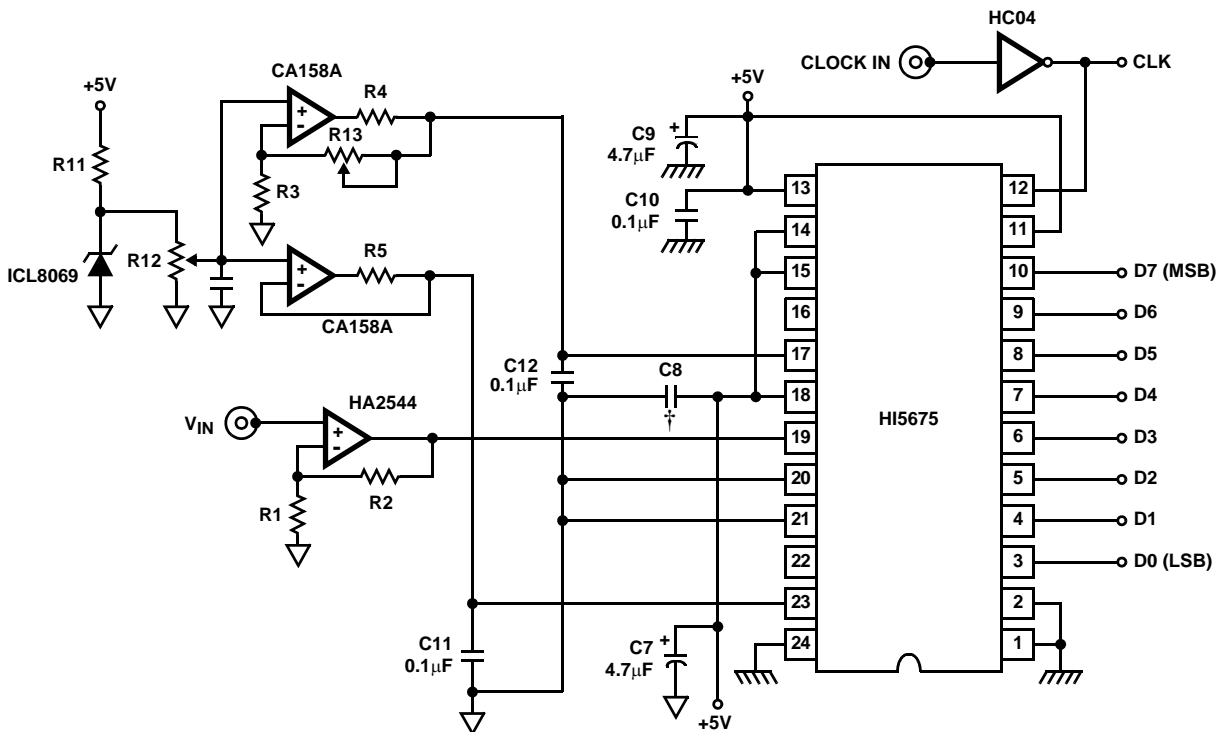 HC04
CLOCK IN
CLK
CA158A
+5V
R4
+5V
R13
C9
+
4.7µF
R11
R3
C10
0.1µF
13
12
14
11
ICL8069
R12
R5
15
10
D7 (MSB)
CA158A
16
9
D6
17
8
D5
C12
0.1µF
C8
†
18
7
D4
HI5675
VIN
HA2544
19
6
D3
R2
20
5
D2
R1
21
4
D1
22
3
D0 (LSB)
23
2
C11
0.1µF
C7
+
4.7µF
24
1
+5V
+
-
+
-
+
-